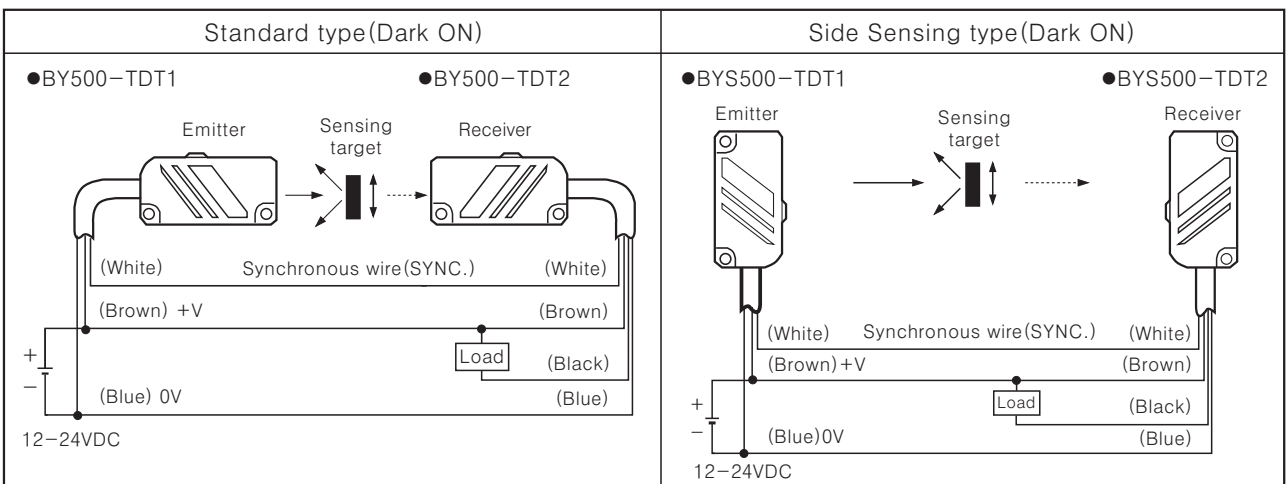 Standard type(Dark ON)
●BY500-TDT1
●BY500-TDT2
Emitter
Sensing
target
Receiver
(White)
Synchronous wire(SYNC.)
(White)
(Brown) +V
(Brown)
+
Load
(Black)
−
(Blue) 0V
(Blue)
12-24VDC
Side Sensing type(Dark ON)
●BYS500-TDT1
●BYS500-TDT2
Emitter
Sensing
target
Receiver
(White)
Synchronous wire(SYNC.)
(White)
(Brown)+V
(Brown)
+
Load
(Black)
−
(Blue)0V
(Blue)
12-24VDC